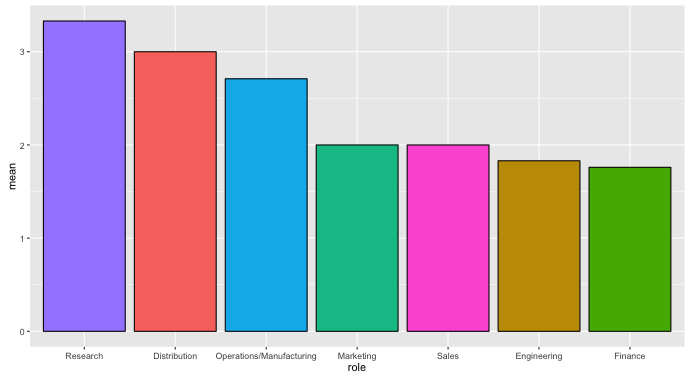 mean
3
2
1
0
Research Distribution Operations/Manufacturing Marketing Sales Engineering Finance
role